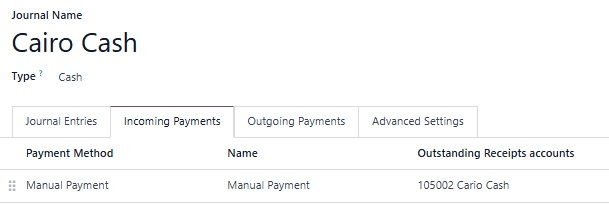 Journal Name
Cairo Cash
Type ? Cash
Journal Entries Incoming Payments Outgoing Payments Advanced Settings
Payment Method Name Outstanding Receipts accounts
Manual Payment Manual Payment 105002 Cario Cash